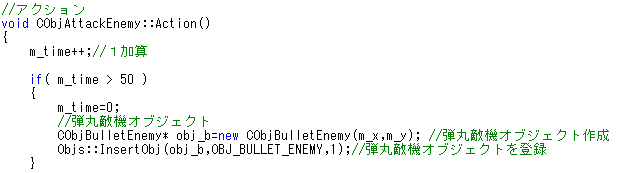 //アクション
void CObjAttackEnemy::Action()
{
    m_time++;//１加算

    if( m_time > 50 )
    {
        m_time=0;
        //弾丸敵機オブジェクト
        CObjBulletEnemy* obj_b=new CObjBulletEnemy(m_x,m_y); //弾丸敵機オブジェクト作成
        Objs::InsertObj(obj_b,OBJ_BULLET_ENEMY,1);//弾丸敵機オブジェクトを登録
    }